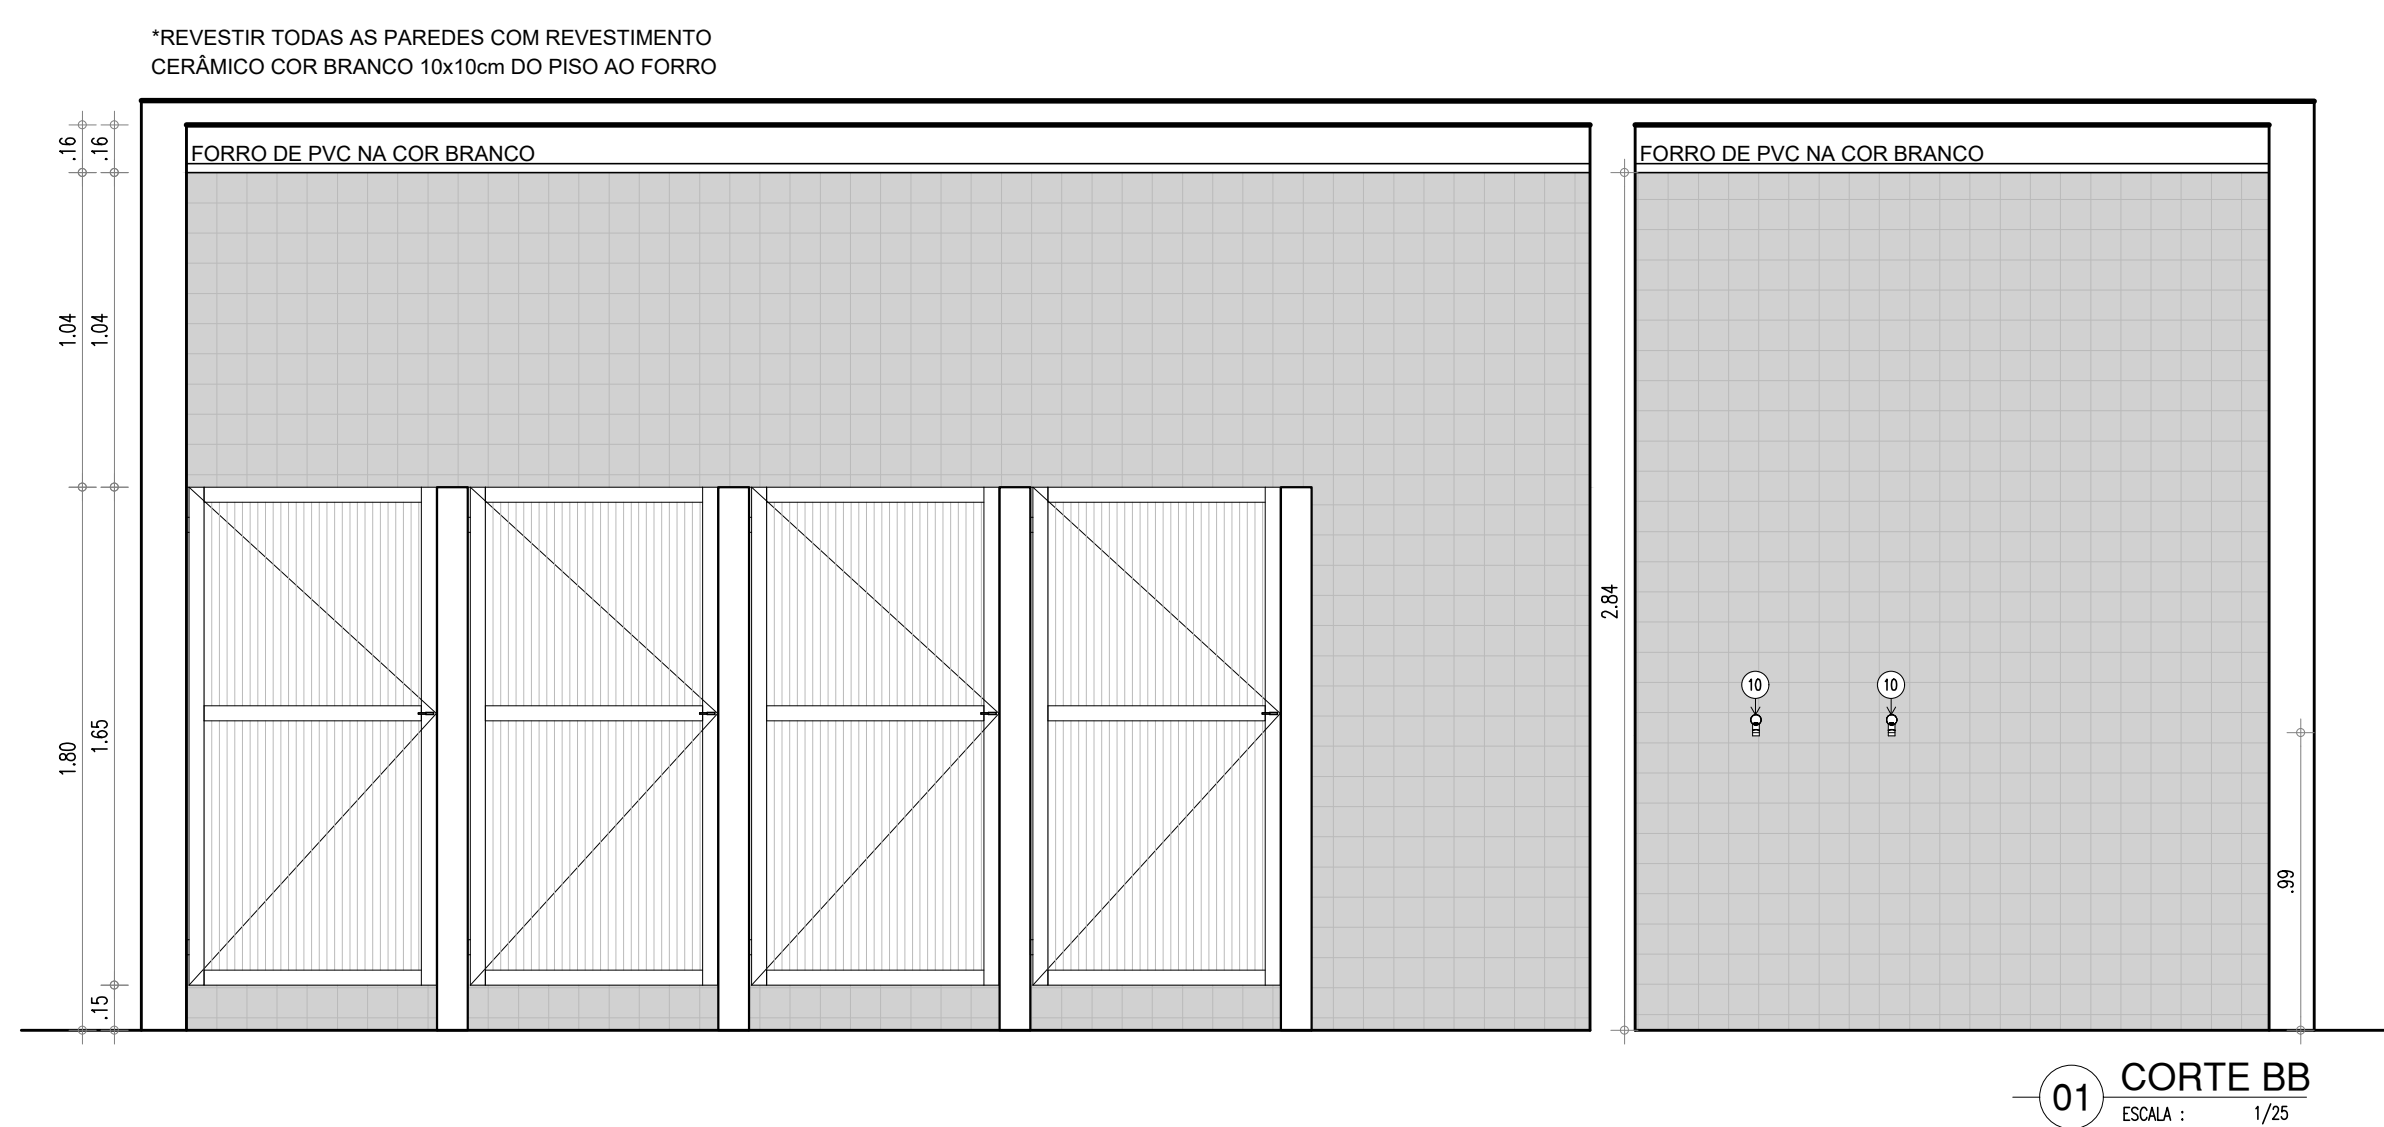 *REVESTIR TODAS AS PAREDES COM REVESTIMENTO
CERÂMICO COR BRANCO 10x10cm DO PISO AO FORRO
.16
.16
FORRO DE PVC NA COR BRANCO
FORRO DE PVC NA COR BRANCO
1.04
1.04
2.84
10
10
1.80
1.65
.99
.15
01
CORTE BB
ESCALA : 1/25